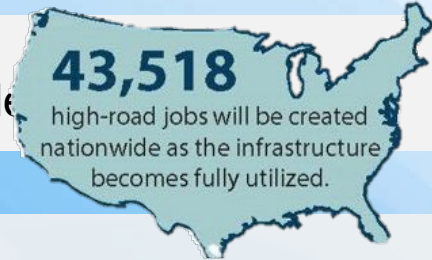 43,518
high-road jobs will be created
nationwide as the infrastructure
becomes fully utilized.